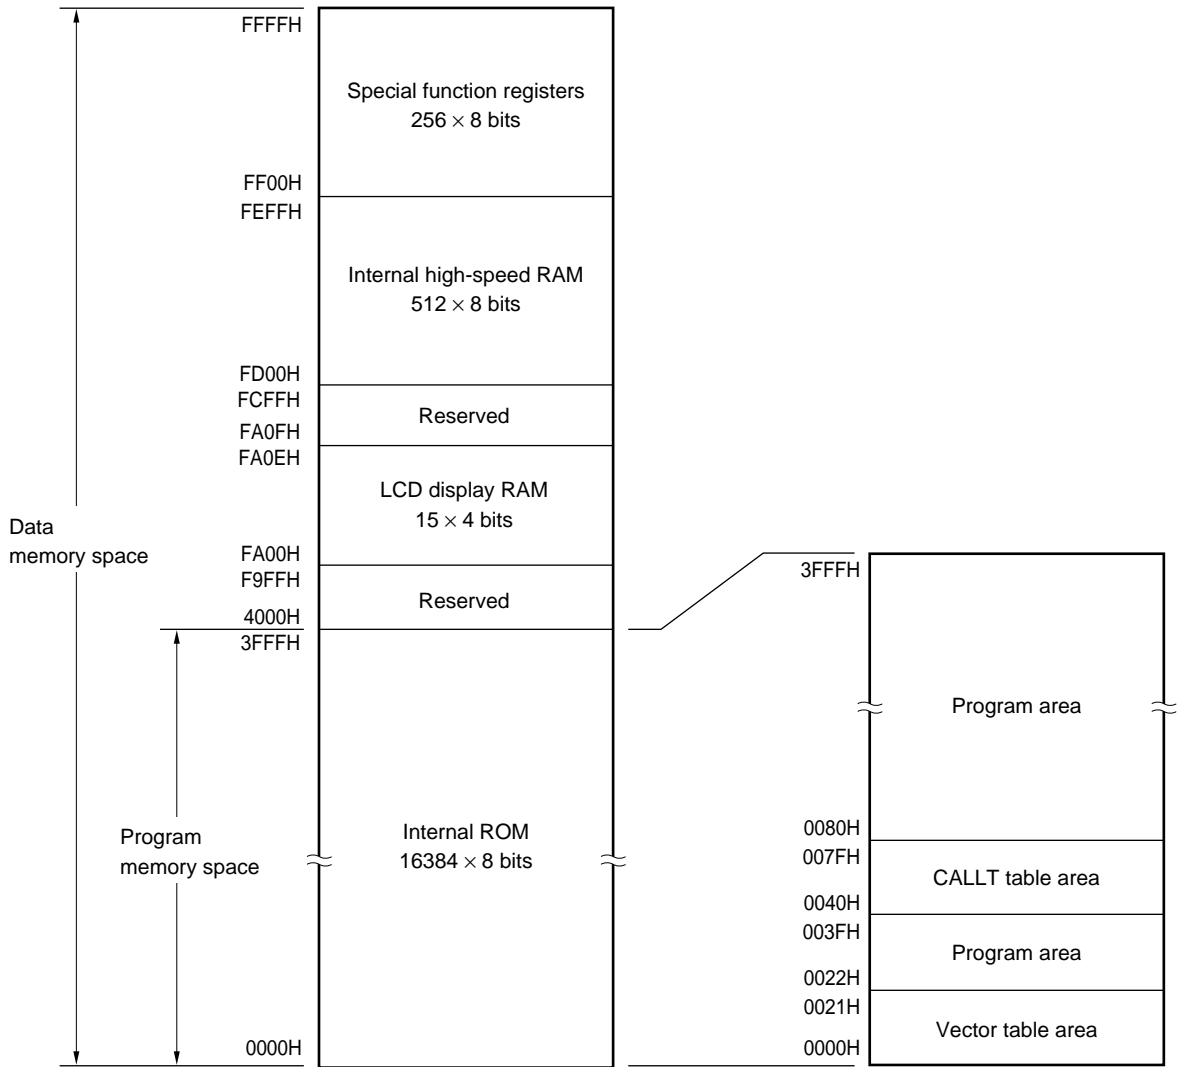 FFFFH
Special function registers
256 × 8 bits
FF00H
FEFFH
Internal high-speed RAM
512 × 8 bits
FD00H
FCFFH
Reserved
FA0FH
FA0EH
LCD display RAM
15 × 4 bits
Data
memory space
FA00H
F9FFH
Reserved
4000H
3FFFH
Program
memory space
Internal ROM
16384 × 8 bits
0000H
3FFFH
Program area
0080H
007FH
CALLT table area
0040H
003FH
Program area
0022H
0021H
Vector table area
0000H